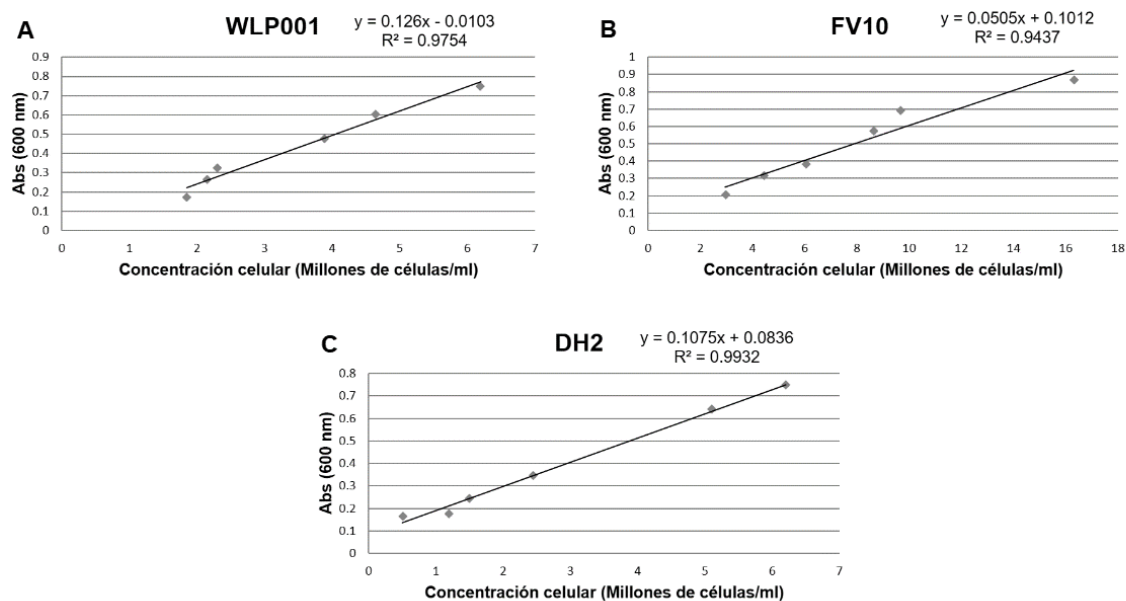 A
WLP001
y = 0.126x - 0.0103
R² = 0.9754
Abs (600 nm)
0.9
0.8
0.7
0.6
0.5
0.4
0.3
0.2
0.1
0
0 1 2 3 4 5 6 7
Concentración celular (Millones de células/ml)
B
FV10
y = 0.0505x + 0.1012
R² = 0.9437
Abs (600 nm)
1
0.9
0.8
0.7
0.6
0.5
0.4
0.3
0.2
0.1
0
0 2 4 6 8 10 12 14 16 18
Concentración celular (Millones de células/ml)
C
DH2
y = 0.1075x + 0.0836
R² = 0.9932
Abs (600 nm)
0.8
0.7
0.6
0.5
0.4
0.3
0.2
0.1
0
0 1 2 3 4 5 6 7
Concentración celular (Millones de células/ml)